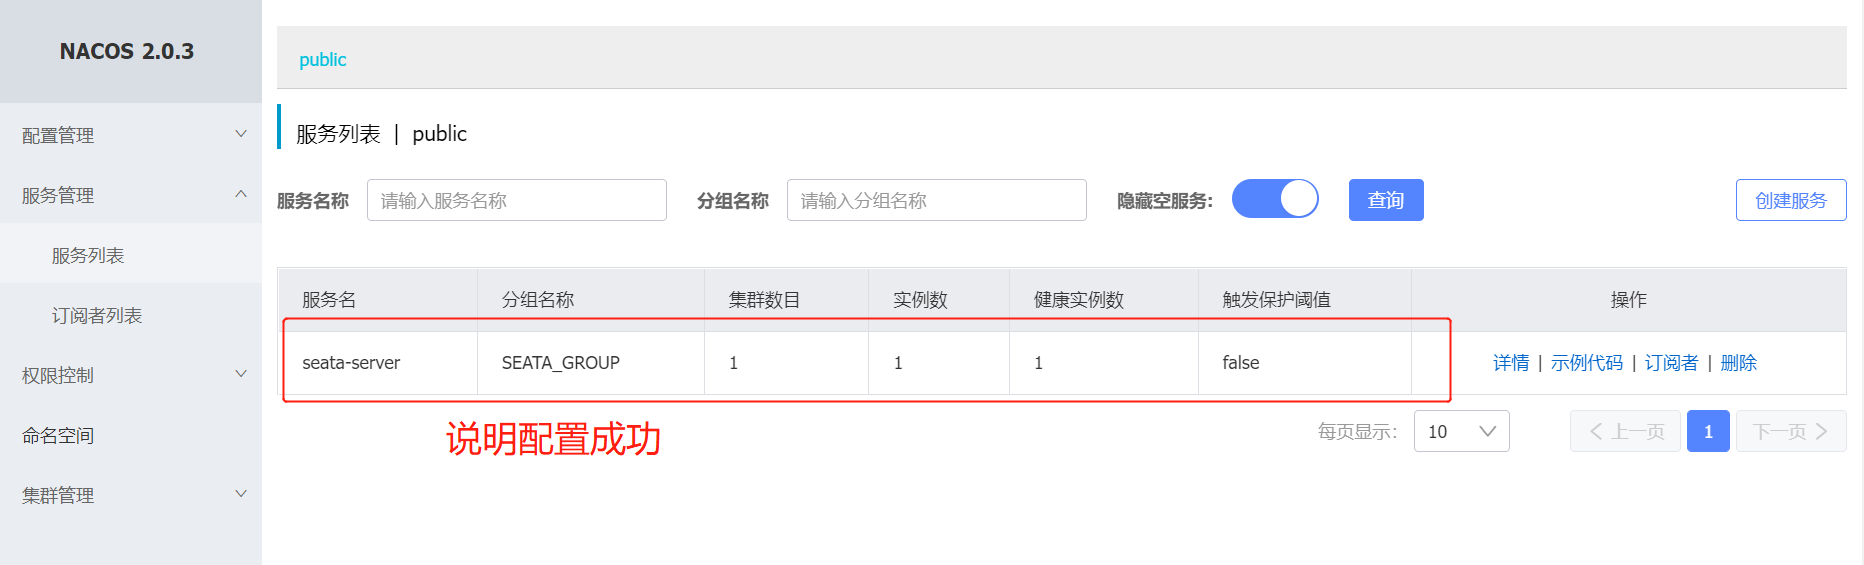 NACOS 2.0.3
配置管理
服务管理
服务列表
订阅者列表
权限控制
命名空间
集群管理
public
服务列表 | public
服务名称 请输入服务名称 分组名称 请输入分组名称 隐藏空服务: 查询 创建服务
服务名 分组名称 集群数目 实例数 健康实例数 触发保护阈值 操作
seata-server SEATA_GROUP 1 1 1 false 详情 | 示例代码 | 订阅者 | 删除
说明配置成功
每页显示: 10 上一页 1 下一页